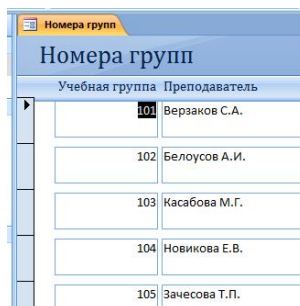 Номера групп
Номера групп
Учебная группа Преподаватель
101 Верзаков С.А.
102 Белоусов А.И.
103 Касабова М.Г.
104 Новикова Е.В.
105 Зачесова Т.П.